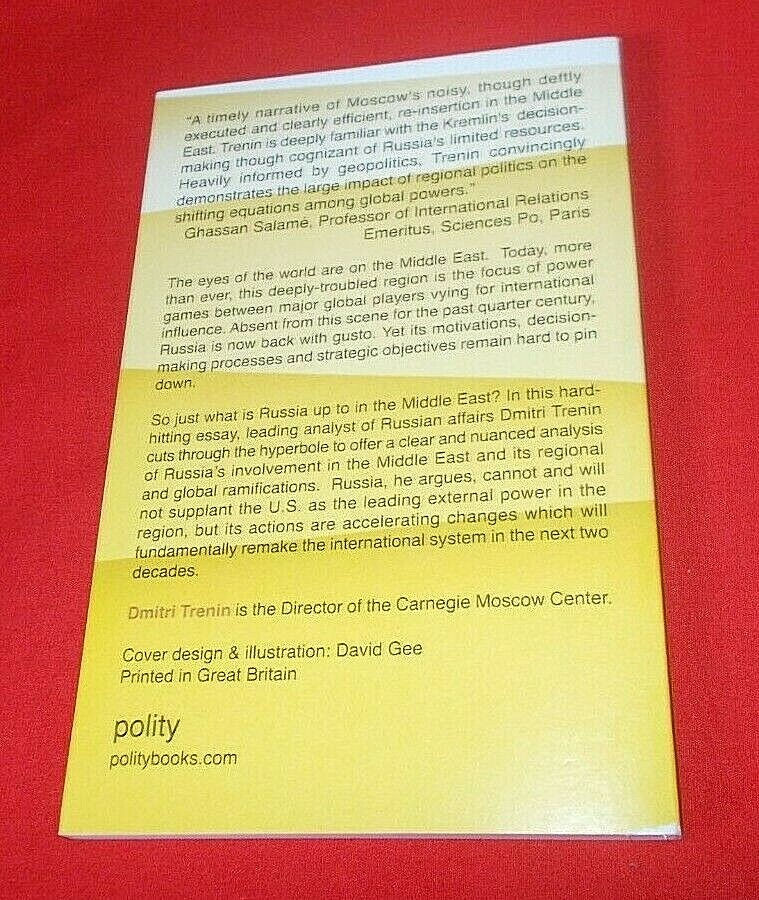 "A timely narrative of Moscow's noisy, though deftly
executed and clearly efficient, re-insertion in the Middle
East. Trenin is deeply familiar with the Kremlin's decision-
making though cognizant of Russia's limited resources.
Heavily informed by geopolitics, Trenin convincingly
demonstrates the large impact of regional politics on the
shifting equations among global powers."
Ghassan Salamé, Professor of International Relations
Emeritus, Sciences Po, Paris
The eyes of the world are on the Middle East. Today, more
than ever, this deeply-troubled region is the focus of power
games between major global players vying for international
influence. Absent from this scene for the past quarter century,
Russia is now back with gusto. Yet its motivations, decision-
making processes and strategic objectives remain hard to pin
down.
So just what is Russia up to in the Middle East? In this hard-
hitting essay, leading analyst of Russian affairs Dmitri Trenin
cuts through the hyperbole to offer a clear and nuanced analysis
of Russia's involvement in the Middle East and its regional
and global ramifications. Russia, he argues, cannot and will
not supplant the U.S. as the leading external power in the
region, but its actions are accelerating changes which will
fundamentally remake the international system in the next two
decades.
Dmitri Trenin is the Director of the Carnegie Moscow Center.
Cover design & illustration: David Gee
Printed in Great Britain
polity
politybooks.com